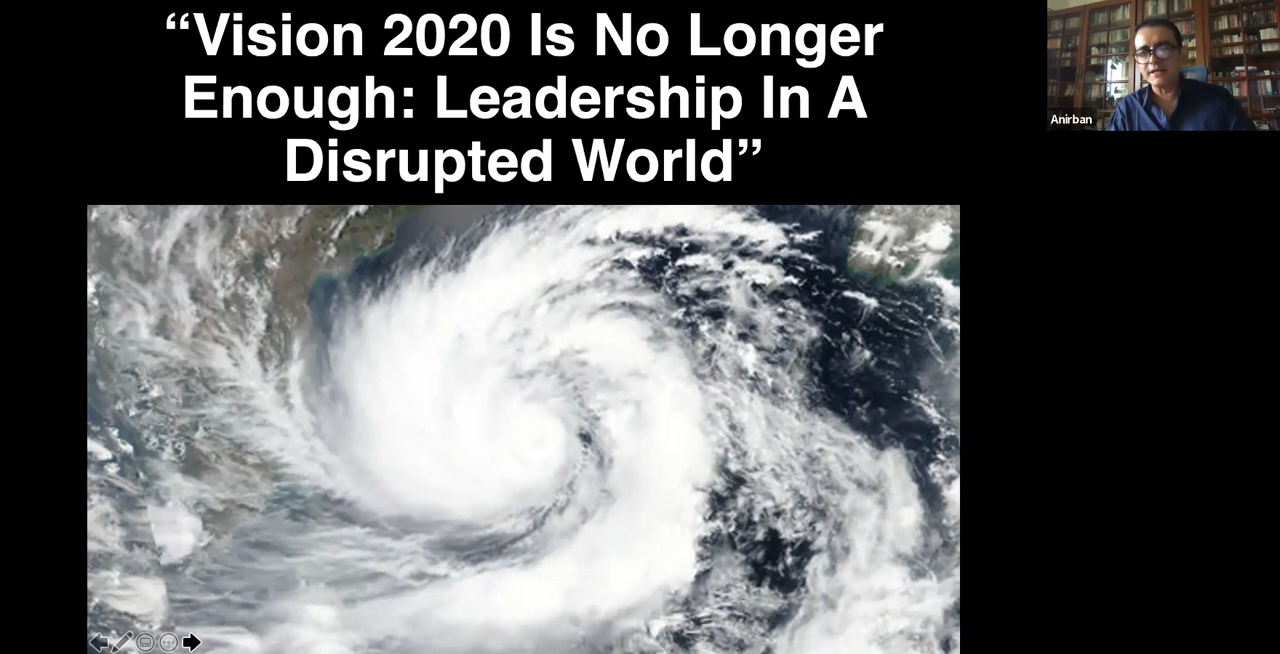 “Vision 2020 Is No Longer
Enough: Leadership In A
Disrupted World”
Anirban